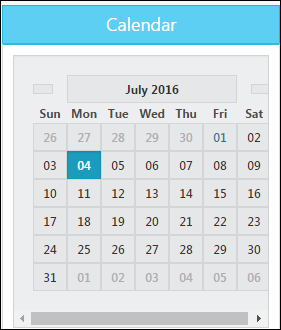 Calendar
July 2016
Sun Mon Tue Wed Thu Fri Sat
26 27 28 29 30 01 02
03 04 05 06 07 08 09
10 11 12 13 14 15 16
17 18 19 20 21 22 23
24 25 26 27 28 29 30
31 01 02 03 04 05 06